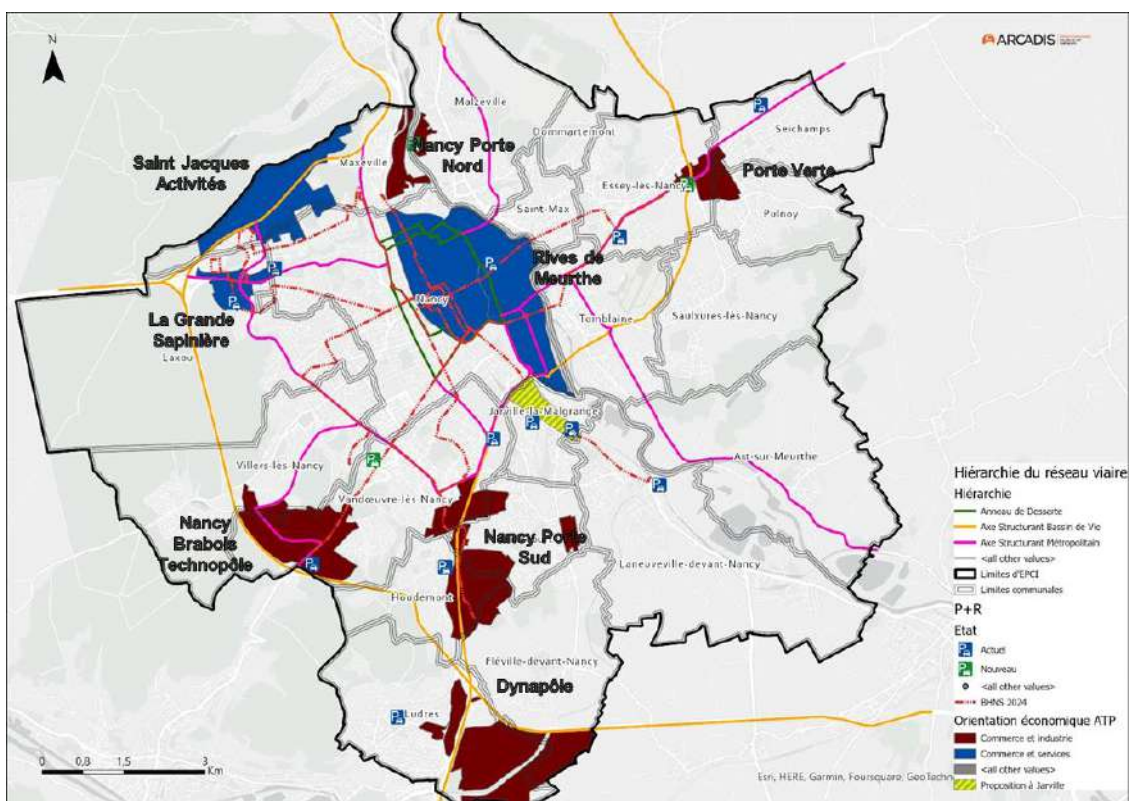 N
ARCADIS
Malzéville
Seichamps
Dommartemont
Nancy Porte
Nord
Saint Jacques
Activités
Maxéville
Porte Verte
Essey-lès-Nancy
Saint-Max
Pulnoy
Rives de
Meurthe
Nancy
Tomblaine
Saulxures-lès-Nancy
La Grande
Sapinière
Laxou
Jarville-la-Malgrange
Art-sur-Meurthe
Villers-lès-Nancy
Vandœuvre-lès-Nancy
Nancy
Brabois
Technopôle
Nancy Porte
Sud
Laneuveville-devant-Nancy
Houdemont
Fléville-devant-Nancy
Dynapôle
Ludres
Hiérarchie du réseau viaire
Hiérarchie
Anneau de Desserte
Axe Structurant Bassin de Vie
Axe Structurant Métropolitain
<all other values>
Limites d'EPCI
Limites communales
P+R
Etat
Actuel
Nouveau
<all other values>
BHNS 2024
Orientation économique ATP
Commerce et industrie
Commerce et services
<all other values>
Proposition à Jarville
0 0,8 1,5 3
Km
Esri, HERE, Garmin, Foursquare, GeoTechn